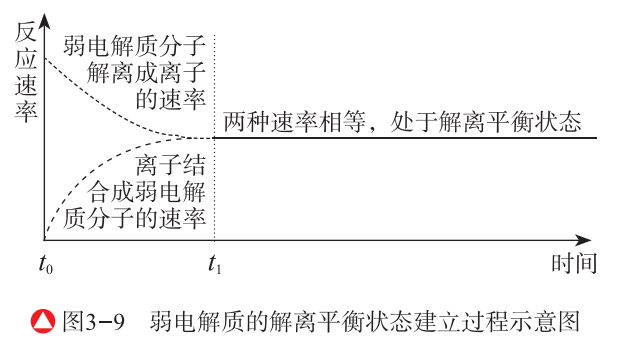 反应速率
弱电解质分子
解离成离子
的速率
两种速率相等，处于解离平衡状态
离子结
合成弱电解
质分子的速率
t₀
t₁
时间
图3-9 弱电解质的解离平衡状态建立过程示意图